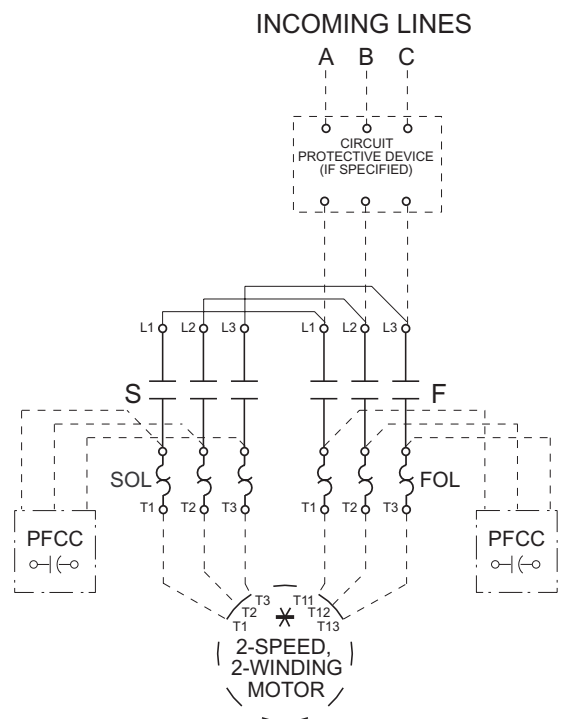 INCOMING LINES
A B C
CIRCUIT
PROTECTIVE DEVICE
(IF SPECIFIED)
L1 L2 L3 L1 L2 L3
S F
SOL FOL
T1 T2 T3 T1 T2 T3
PFCC PFCC
T3 T11
T2 T12
T1 T13
2-SPEED,
2-WINDING
MOTOR